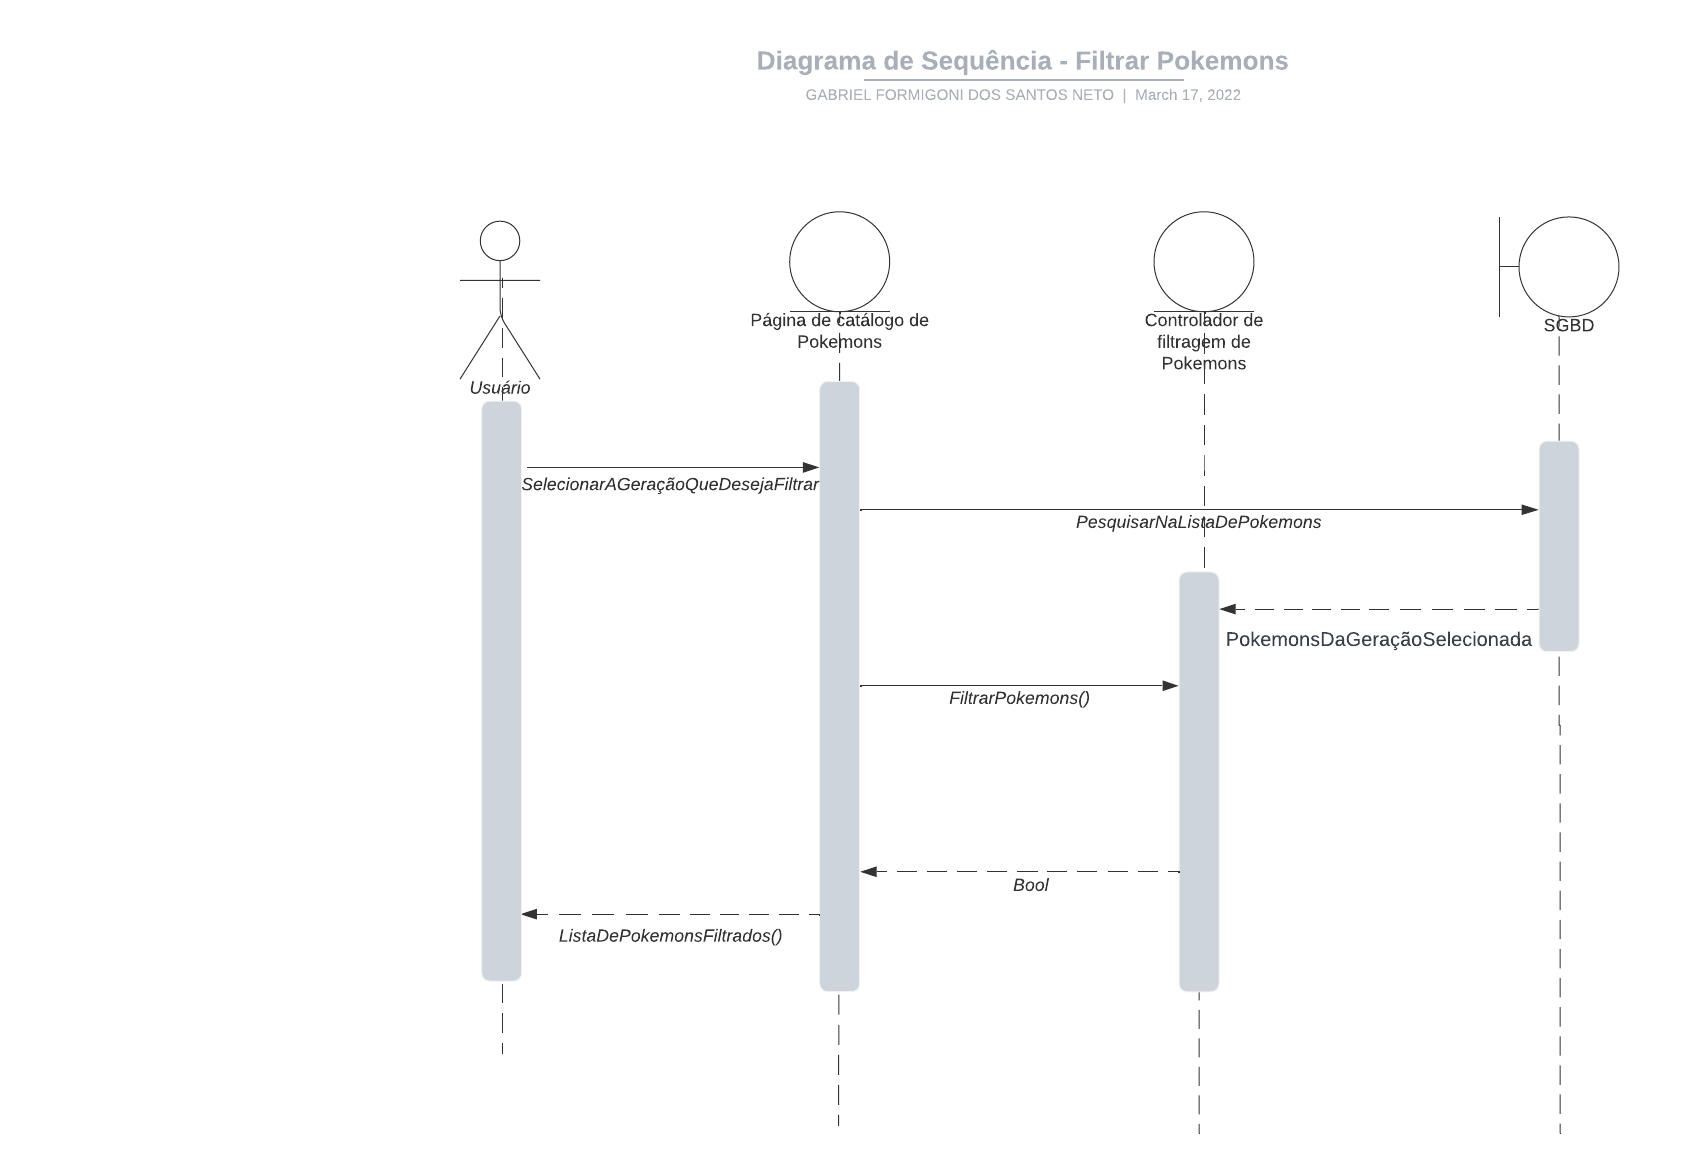 Diagrama de Sequência - Filtrar Pokemons
GABRIEL FORMIGONI DOS SANTOS NETO | March 17, 2022
Usuário
Página de catálogo de
Pokemons
Controlador de
filtragem de
Pokemons
SGBD
SelecionarAGeraçãoQueDesejaFiltrar
PesquisarNaListaDePokemons
PokemonsDaGeraçãoSelecionada
FiltrarPokemons()
Bool
ListaDePokemonsFiltrados()